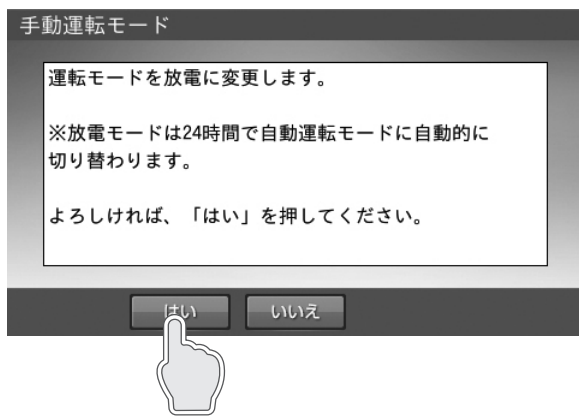 手動運転モード
運転モードを放電に変更します。
※放電モードは24時間で自動運転モードに自動的に
切り替わります。
よろしければ、「はい」を押してください。
はい
いいえ